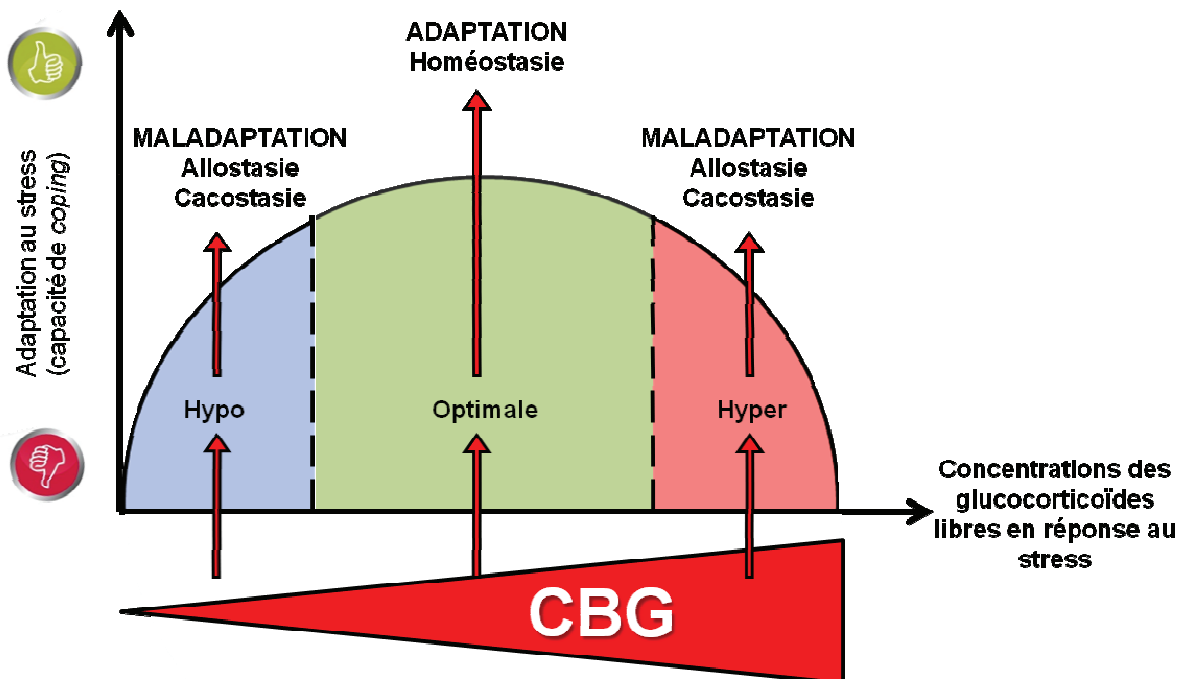 ADAPTATION
Homéostasie
MALADAPTATION
Allostasie
Cacostasie
MALADAPTATION
Allostasie
Cacostasie
Adaptation au stress
(capacité de coping)
Hypo
Optimale
Hyper
Concentrations des
glucocorticoïdes
libres en réponse au
stress
CBG